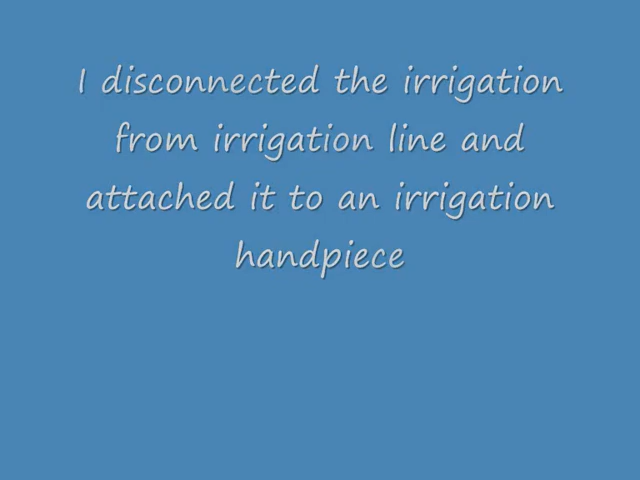 I disconnected the irrigation
from irrigation line and
attached it to an irrigation
handpiece